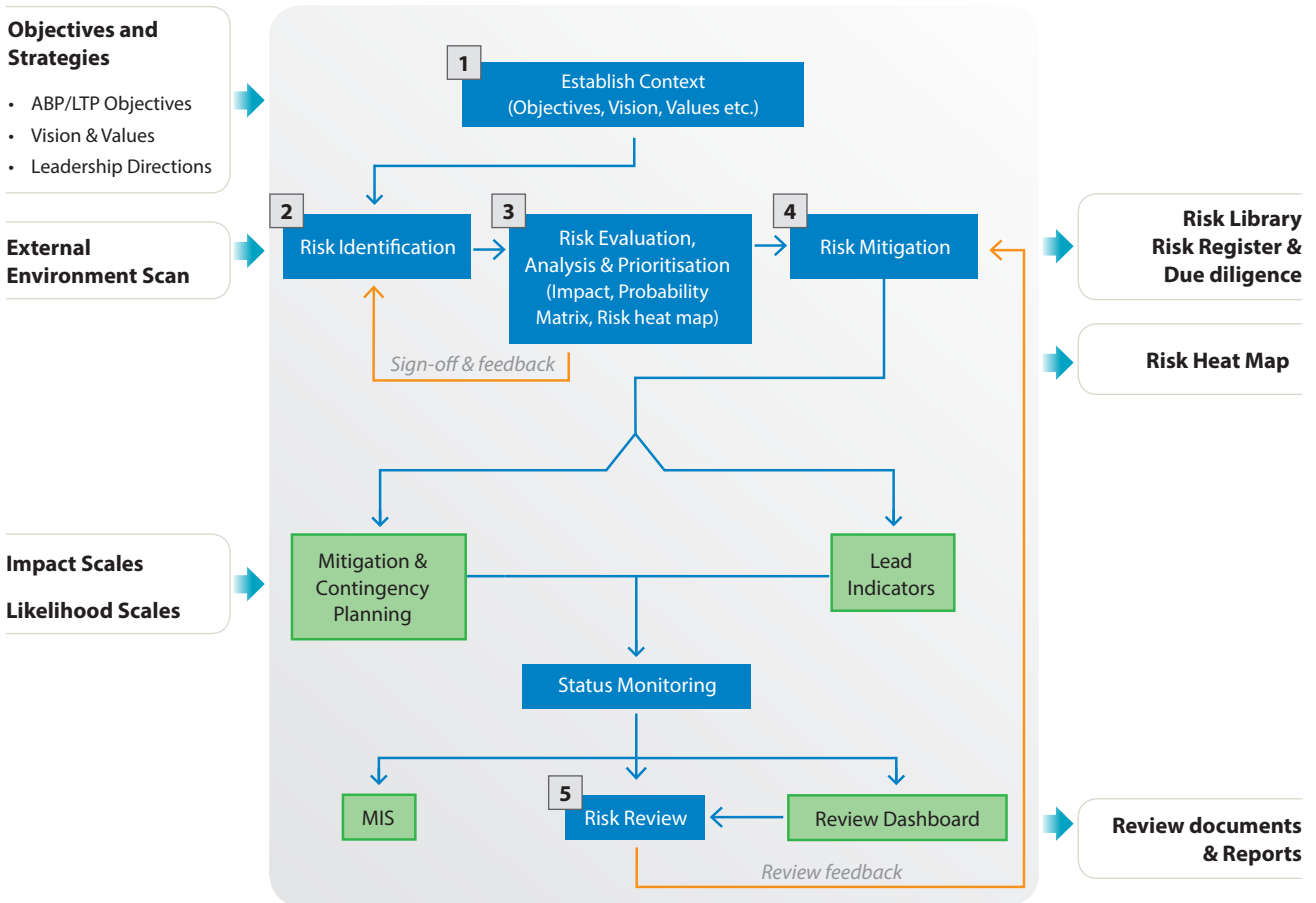 Objectives and
Strategies
• ABP/LTP Objectives
• Vision & Values
• Leadership Directions
1
Establish Context
(Objectives, Vision, Values etc.)
External
Environment Scan
2
Risk Identification
3
Risk Evaluation,
Analysis & Prioritisation
(Impact, Probability
Matrix, Risk heat map)
4
Risk Mitigation
Risk Library
Risk Register &
Due diligence
Sign-off & feedback
Risk Heat Map
Impact Scales
Likelihood Scales
Mitigation &
Contingency
Planning
Lead
Indicators
Status Monitoring
MIS
5
Risk Review
Review Dashboard
Review feedback
Review documents
& Reports